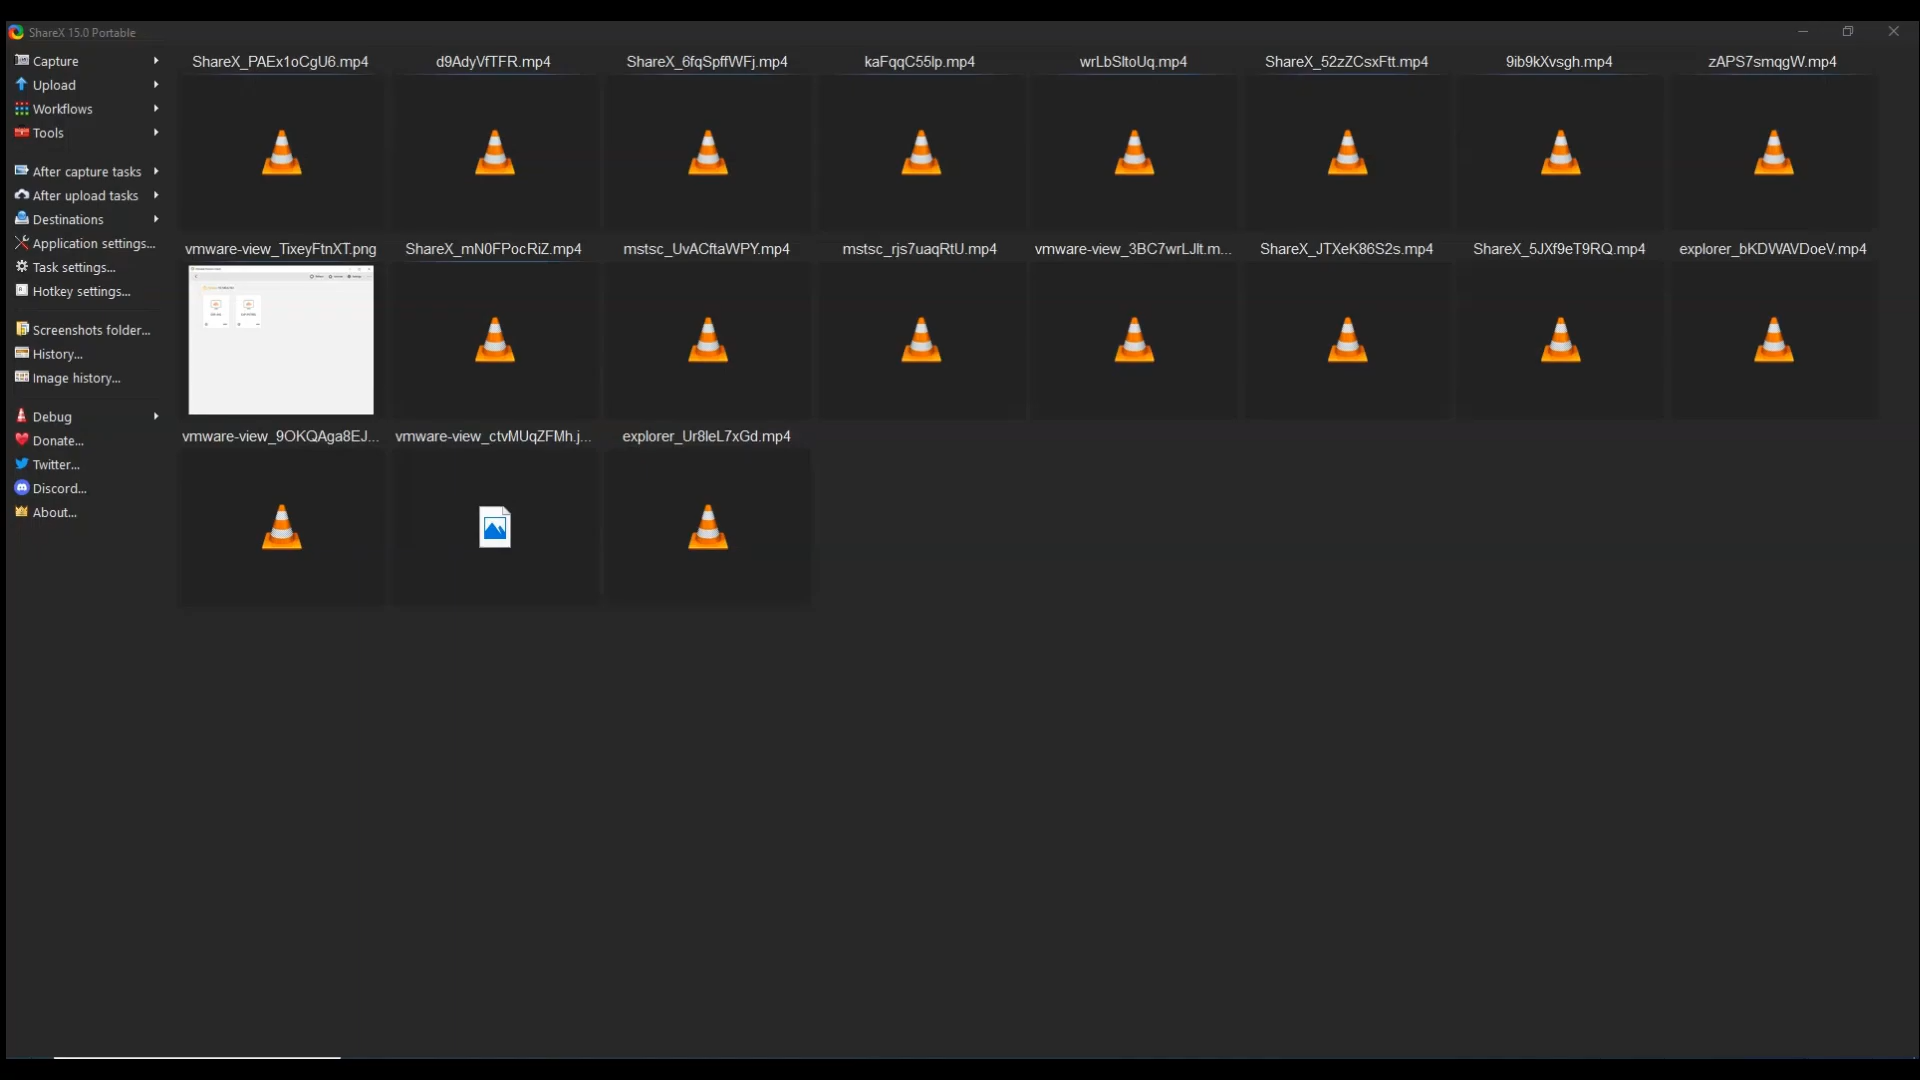 ShareX 15.0 Portable
Capture
Upload
Workflows
Tools
After capture tasks
After upload tasks
Destinations
Application settings...
Task settings...
Hotkey settings...
Screenshots folder...
History...
Image history...
Debug
Donate...
Twitter...
Discord...
About...
ShareX_PAEx1oCgU6.mp4
d9AdyVfTFR.mp4
ShareX_6fqSpffWFj.mp4
kaFqqC55lp.mp4
wrLbSltoUq.mp4
ShareX_52zZCsxFtt.mp4
9ib9kXvsgh.mp4
zAPS7smqgW.mp4
vmware-view_TixeyFtnXT.png
ShareX_mN0FPocRiZ.mp4
mstsc_UvACftaWPY.mp4
mstsc_rjs7uaqRtU.mp4
vmware-view_3BC7wrLJlt.m...
ShareX_JTXeK86S2s.mp4
ShareX_5JXf9eT9RQ.mp4
explorer_bKDWAVDoeV.mp4
vmware-view_9OKQAga8EJ...
vmware-view_ctvMUqZFMh.j...
explorer_Ur8leL7xGd.mp4